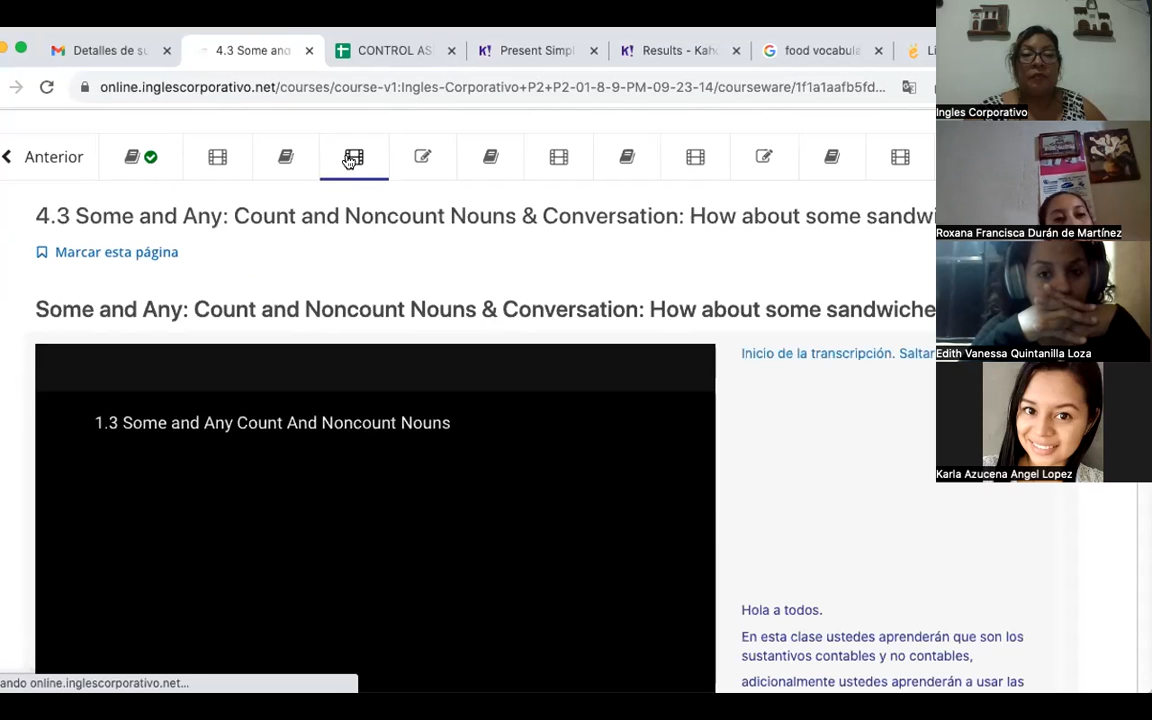 Detalles de su
4.3 Some and
CONTROL AS
Present Simpl
Results - Kah
food vocabula
Li
online.inglescorporativo.net/courses/course-v1:Ingles-Corporativo+P2+P2-01-8-9-PM-09-23-14/courseware/1f1a1aafb5fd...
Anterior
4.3 Some and Any: Count and Noncount Nouns & Conversation: How about some sandwi
Marcar esta página
Some and Any: Count and Noncount Nouns & Conversation: How about some sandwiche
Inicio de la transcripción. Saltar
1.3 Some and Any Count And Noncount Nouns
Hola a todos.
En esta clase ustedes aprenderán que son los
sustantivos contables y no contables,
adicionalmente ustedes aprenderán a usar las
ando online.inglescorporativo.net...
Ingles Corporativo
Roxana Francisca Durán de Martínez
Edith Vanessa Quintanilla Loza
Karla Azucena Angel Lopez